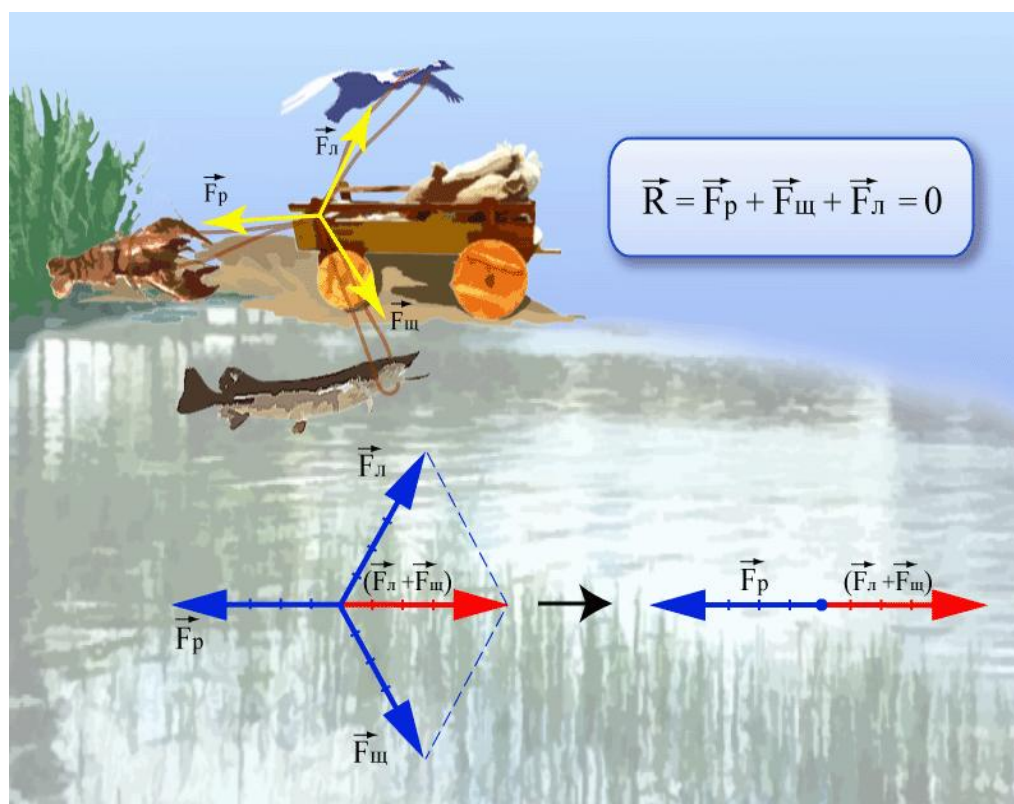 F⃗л
F⃗р
R⃗ = F⃗р + F⃗щ + F⃗л = 0
F⃗щ
F⃗л
(F⃗л +F⃗щ)
F⃗р
F⃗щ
F⃗р
(F⃗л +F⃗щ)